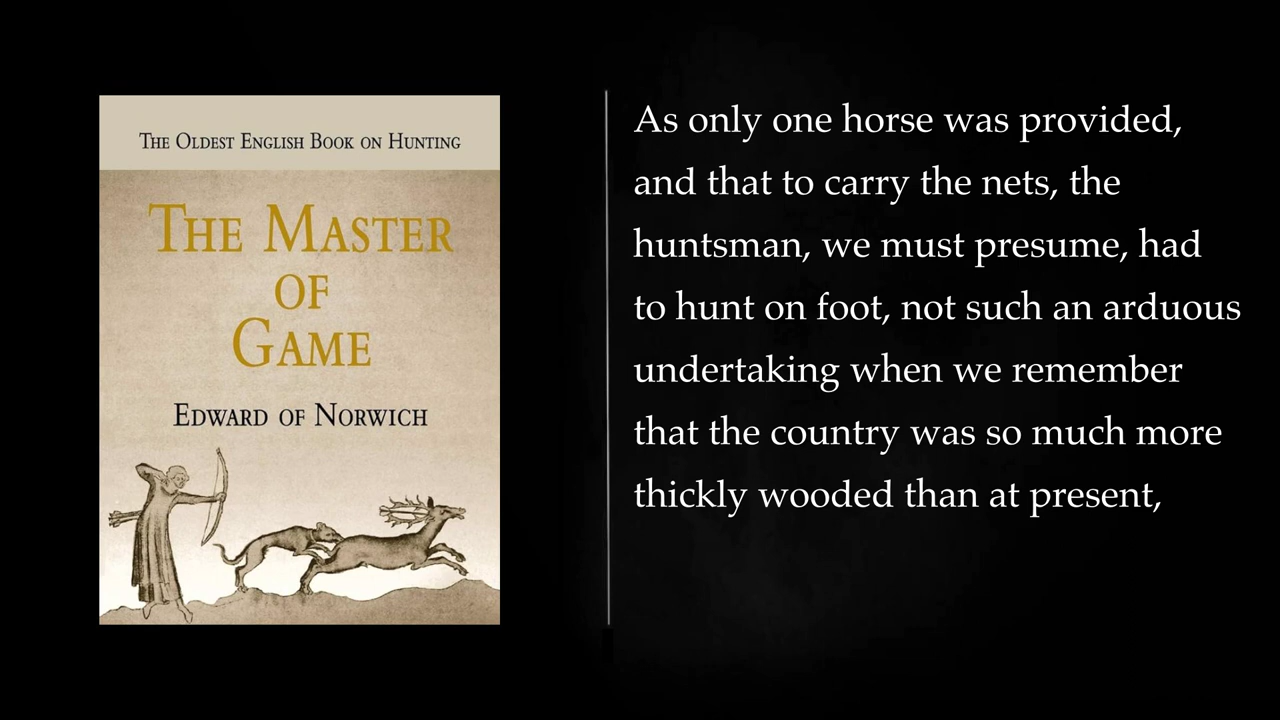 The Oldest English Book on Hunting
The Master
of
Game
Edward of Norwich
As only one horse was provided,
and that to carry the nets, the
huntsman, we must presume, had
to hunt on foot, not such an arduous
undertaking when we remember
that the country was so much more
thickly wooded than at present,